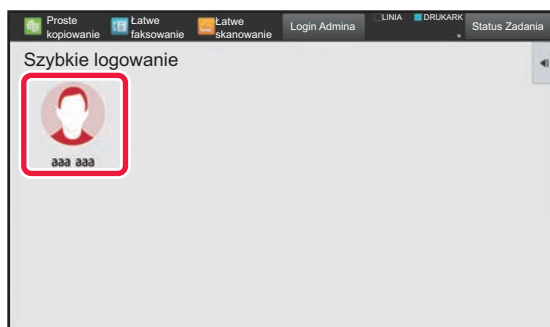 Proste kopiowanie
Łatwe faksowanie
Łatwe skanowanie
Login Admina
LINIA
DRUKARK
Status Zadania
Szybkie logowanie
aaa aaa